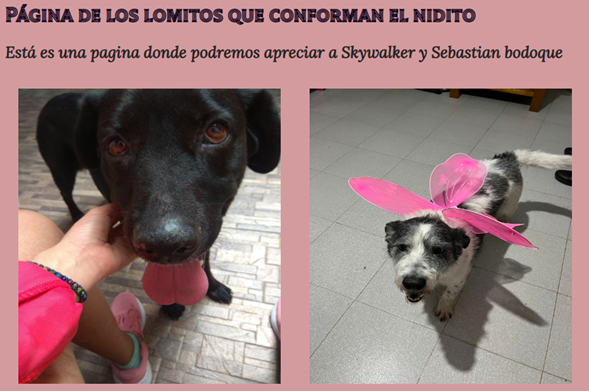 Página de los lomitos que conforman el nidito
Está es una pagina donde podremos apreciar a Skywalker y Sebastian bodoque